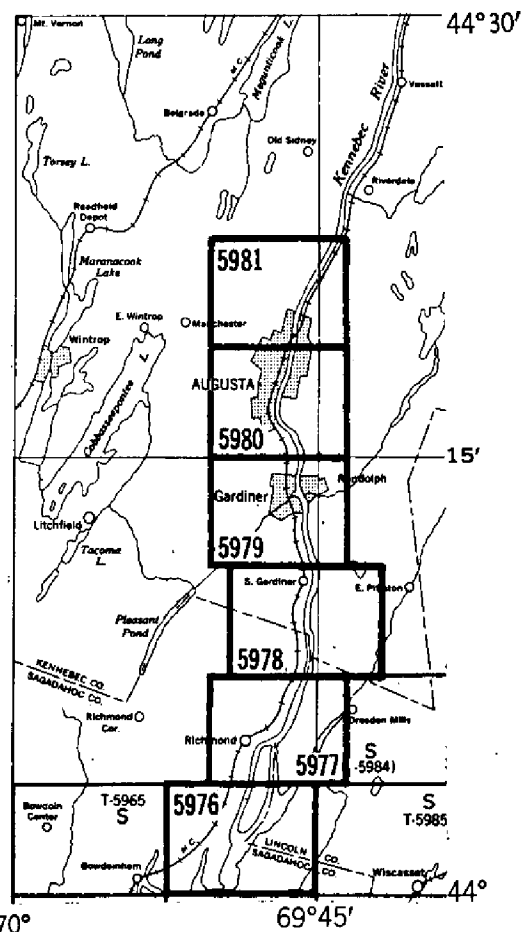 Mt. Vernon
44° 30'
Long
Pond
M.C.
Messalonskee L.
Belgrade
Vassalt
Kennebec River
Old Sidney
Torsey L.
Riverdale
Readfield
Depot
5981
Maranacook
Lake
E. Wintrop
Manchester
Wintrop
AUGUSTA
Cobbasseeponsee L.
5980
15'
Gardiner
Randolph
Litchfield
5979
Tacoma
L.
S. Gardiner
E. Pinston
Pleasant
Pond
5978
KENNEBEC CO.
SAGADAHOC CO.
Richmond
Cor.
Dresden Mills
Richmond
5977
S
-5984)
Bowdoin
Center
T-5965
S
5976
S
T-5985
M.C.
LINCOLN CO.
SAGADAHOC CO.
Bowdoinham
Wiscasset
44°
70°
69°45'